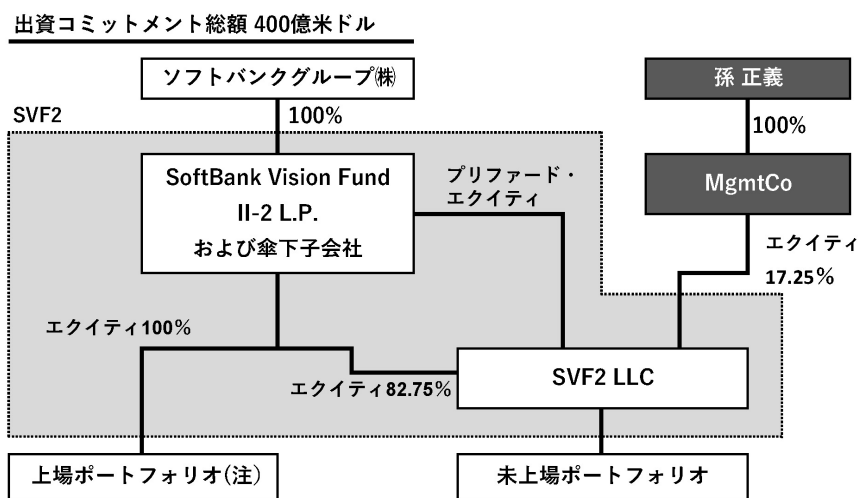 出資コミットメント総額 400億米ドル
ソフトバンクグループ㈱
孫 正義
SVF2
100%
100%
SoftBank Vision Fund
II-2 L.P.
および傘下子会社
プリファード・
エクイティ
MgmtCo
エクイティ
17.25%
エクイティ100%
エクイティ82.75%
SVF2 LLC
上場ポートフォリオ(注)
未上場ポートフォリオ